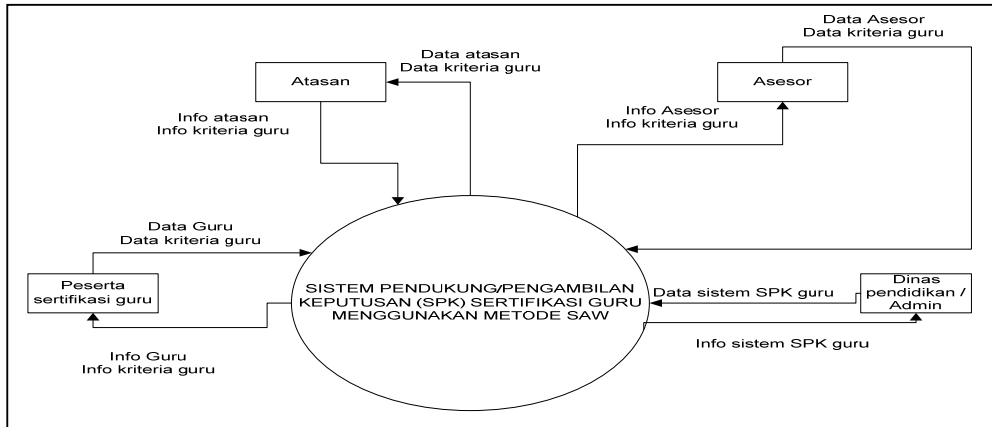 Data Asesor
Data kriteria guru
Data atasan
Data kriteria guru
Atasan
Asesor
Info atasan
Info kriteria guru
Info Asesor
Info kriteria guru
Data Guru
Data kriteria guru
Peserta
sertifikasi guru
SISTEM PENDUKUNG/PENGAMBILAN
KEPUTUSAN (SPK) SERTIFIKASI GURU
MENGGUNAKAN METODE SAW
Data sistem SPK guru
Dinas
pendidikan /
Admin
Info sistem SPK guru
Info Guru
Info kriteria guru